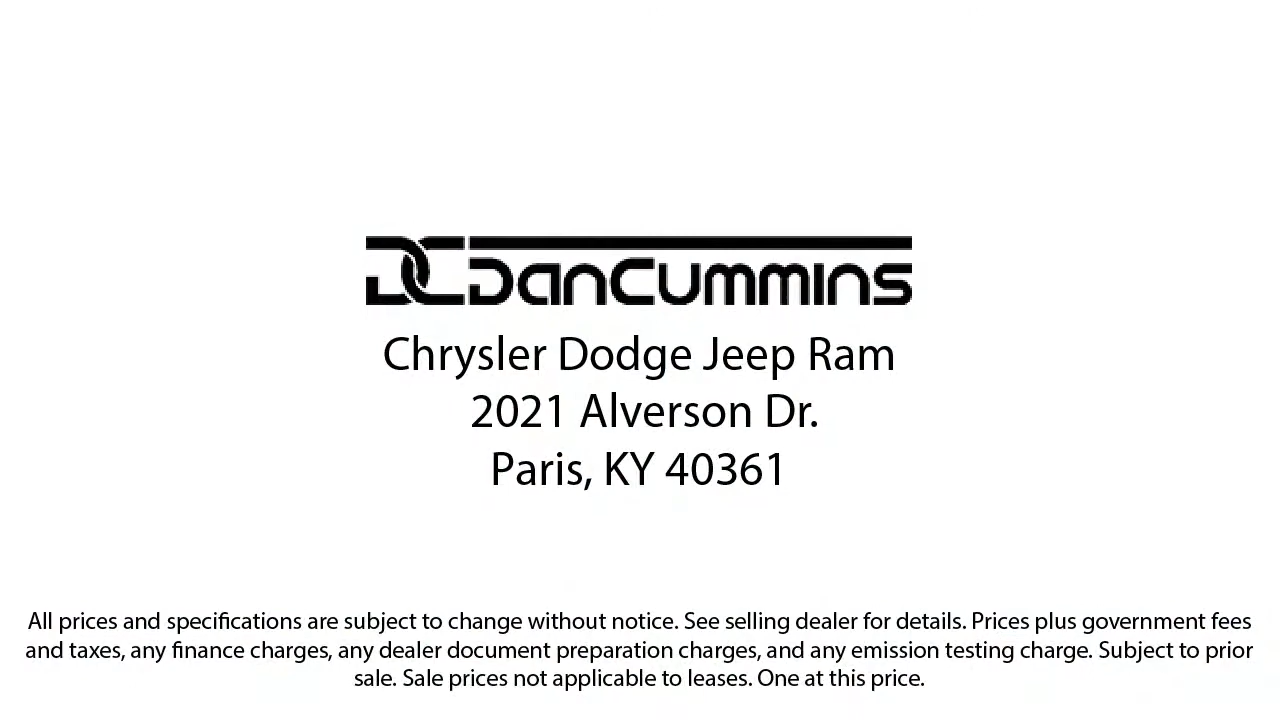 DC DanCummins
Chrysler Dodge Jeep Ram
2021 Alverson Dr.
Paris, KY 40361
All prices and specifications are subject to change without notice. See selling dealer for details. Prices plus government fees
and taxes, any finance charges, any dealer document preparation charges, and any emission testing charge. Subject to prior
sale. Sale prices not applicable to leases. One at this price.